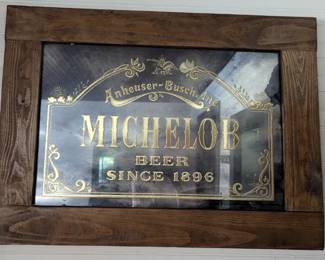 Anheuser-Busch, Inc
MICHELOB
BEER
SINCE 1896